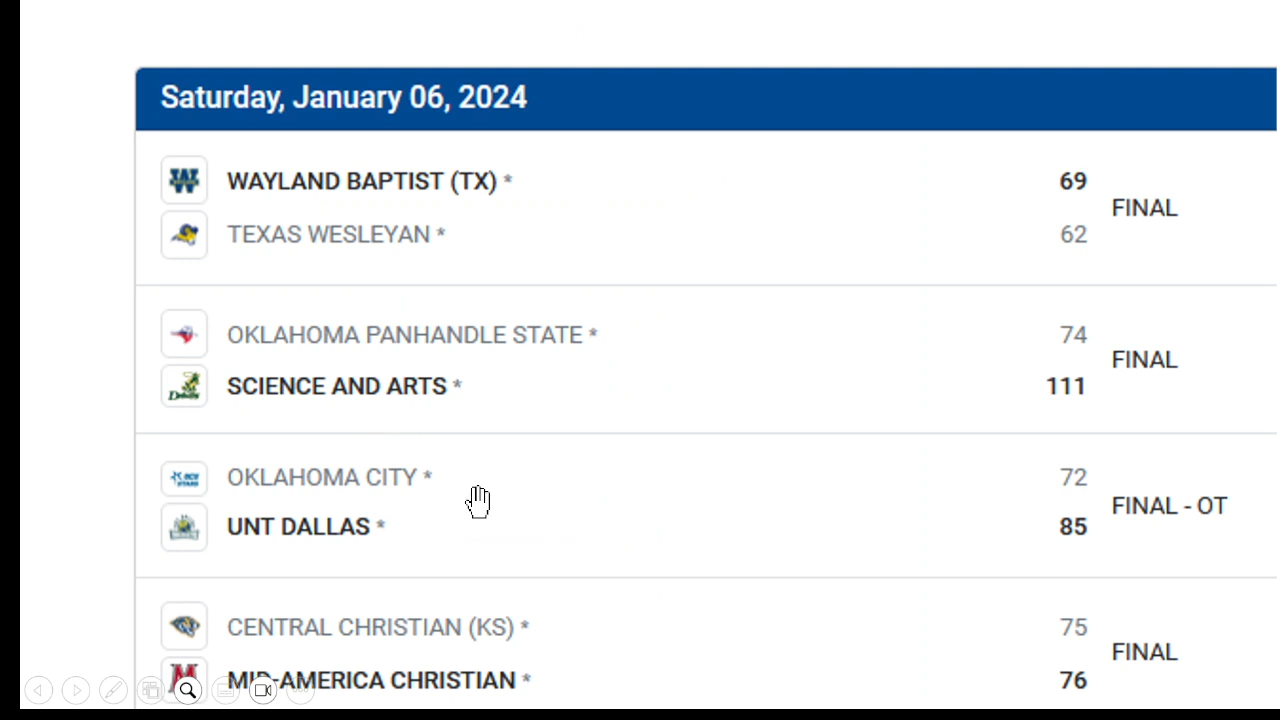 Saturday, January 06, 2024
WAYLAND BAPTIST (TX) * 69
TEXAS WESLEYAN * 62
FINAL
OKLAHOMA PANHANDLE STATE * 74
SCIENCE AND ARTS * 111
FINAL
OKLAHOMA CITY * 72
UNT DALLAS * 85
FINAL - OT
CENTRAL CHRISTIAN (KS) * 75
MID-AMERICA CHRISTIAN * 76
FINAL